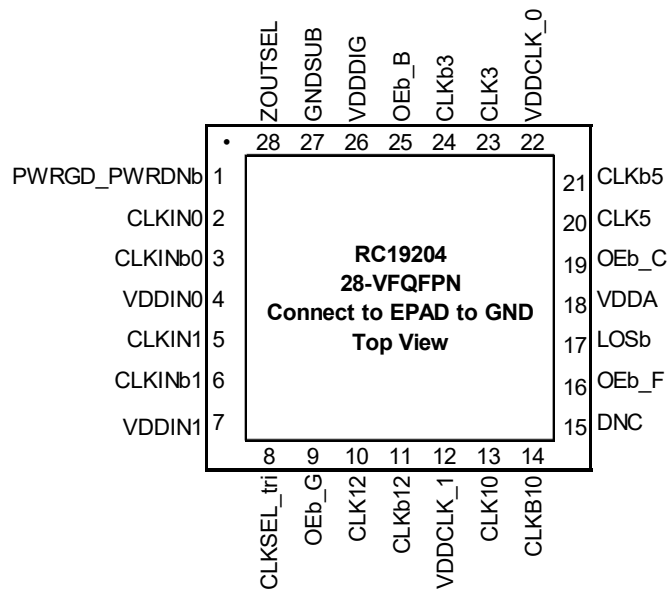 ZOUTSEL
GNDSUB
VDDDIG
OEb_B
CLKb3
CLK3
VDDCLK_0
28 27 26 25 24 23 22
PWRGD_PWRDNb 1
CLKIN0 2
CLKINb0 3
VDDIN0 4
CLKIN1 5
CLKINb1 6
VDDIN1 7
RC19204
28-VFQFPN
Connect to EPAD to GND
Top View
21 CLKb5
20 CLK5
19 OEb_C
18 VDDA
17 LOSb
16 OEb_F
15 DNC
8 9 10 11 12 13 14
CLKSEL_tri
OEb_G
CLK12
CLKb12
VDDCLK_1
CLK10
CLKB10